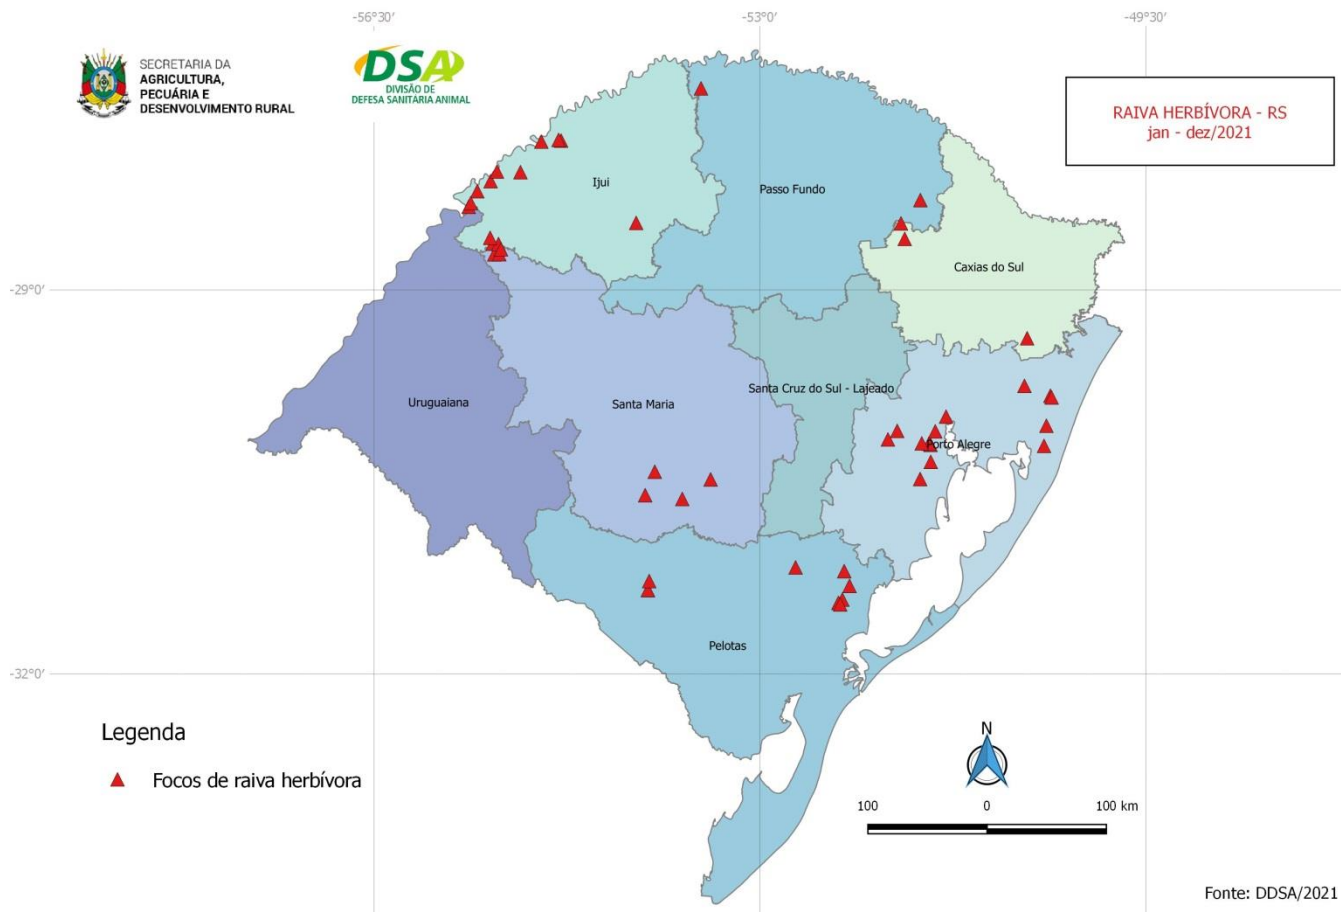 -56°30'
-53°0'
-49°30'
SECRETARIA DA
AGRICULTURA,
PECUÁRIA E
DESENVOLVIMENTO RURAL
DSA
DIVISÃO DE
DEFESA SANITÁRIA ANIMAL
RAIVA HERBÍVORA - RS
jan - dez/2021
Ijui
Passo Fundo
Caxias do Sul
-29°0'
Uruguaiana
Santa Maria
Santa Cruz do Sul - Lajeado
Porto Alegre
Pelotas
-32°0'
Legenda
Focos de raiva herbívora
N
100 0 100 km
Fonte: DDSA/2021